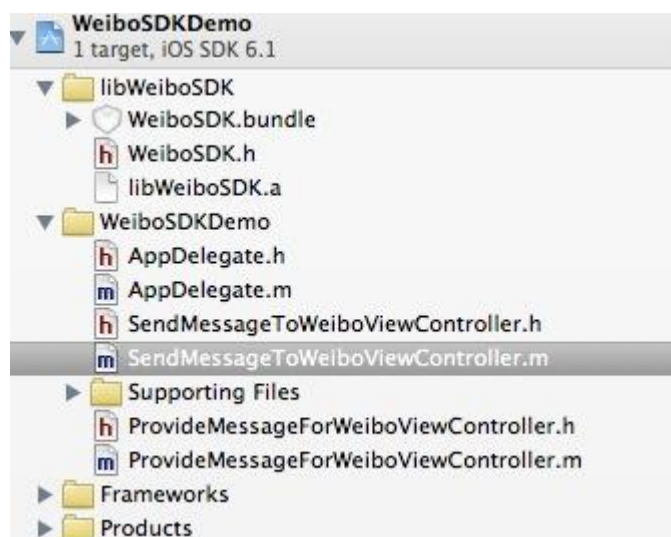 WeiboSDKDemo
1 target, iOS SDK 6.1
libWeiboSDK
WeiboSDK.bundle
h WeiboSDK.h
libWeiboSDK.a
WeiboSDKDemo
h AppDelegate.h
m AppDelegate.m
h SendMessageToWeiboViewController.h
m SendMessageToWeiboViewController.m
Supporting Files
h ProvideMessageForWeiboViewController.h
m ProvideMessageForWeiboViewController.m
Frameworks
Products